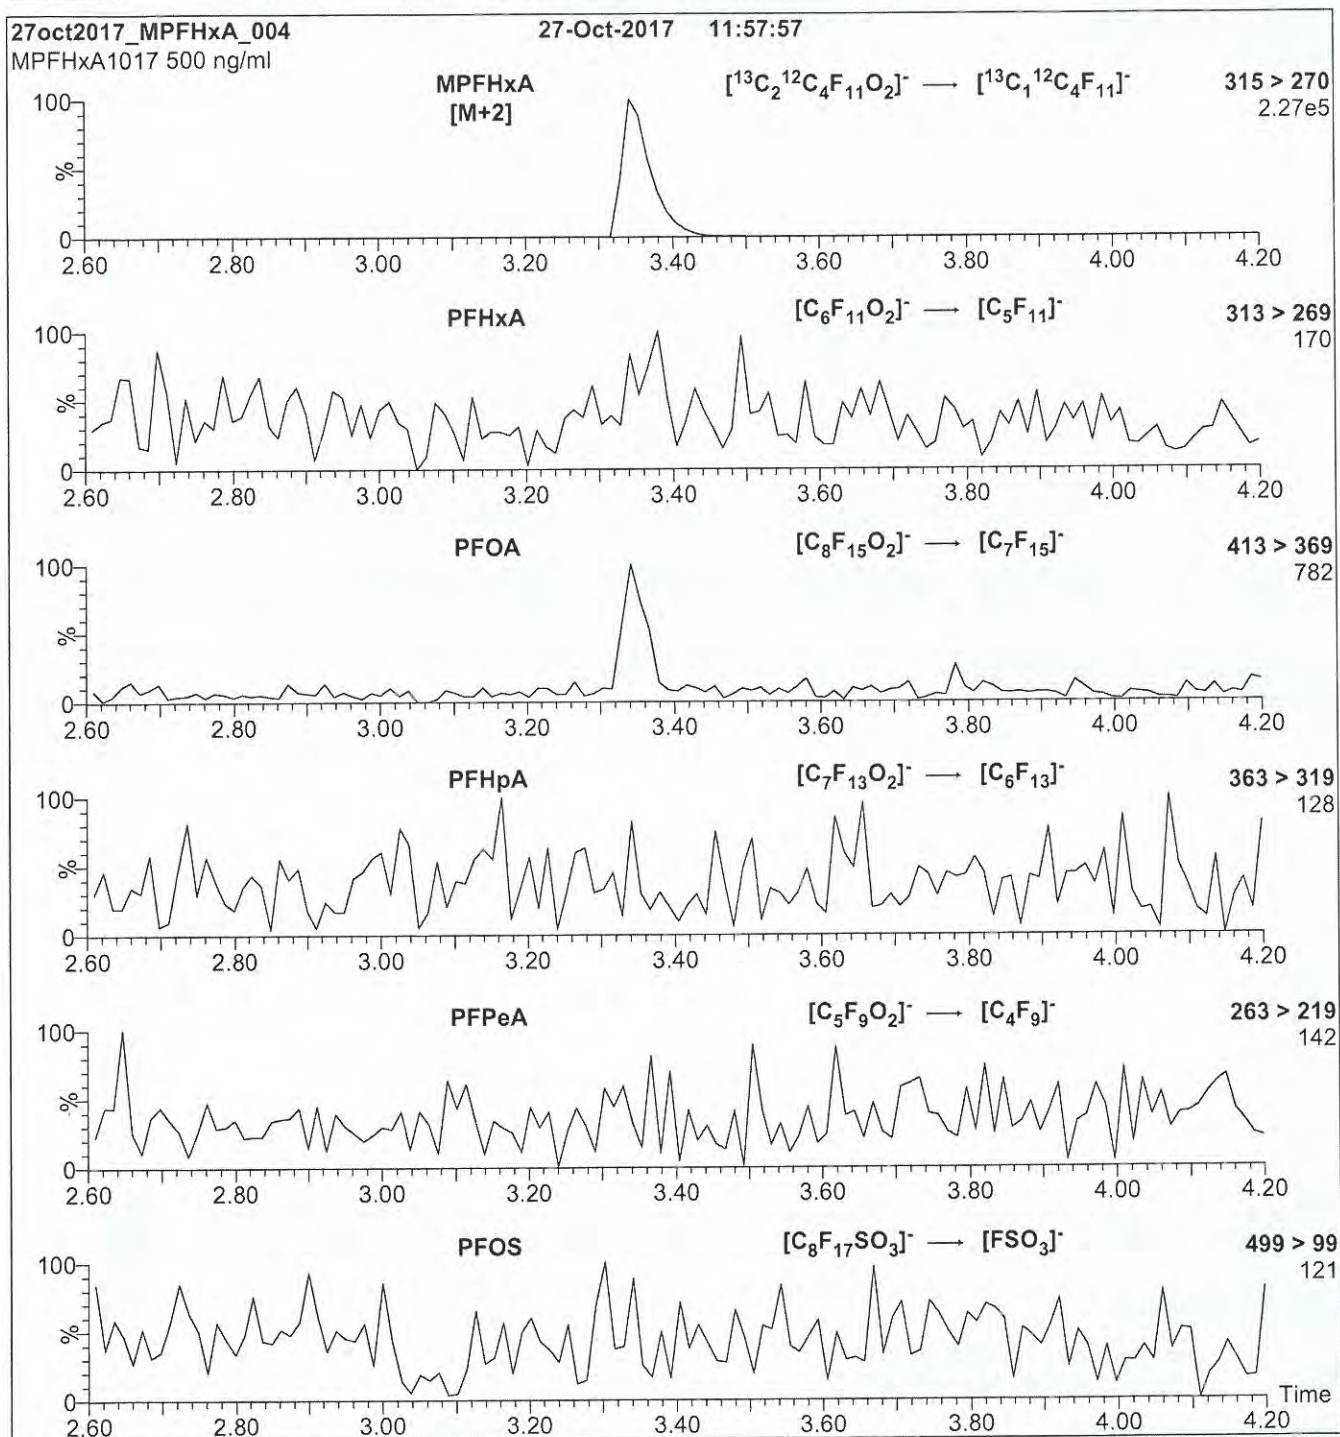 27oct2017_MPFHxA_004 27-Oct-2017 11:57:57
MPFHxA1017 500 ng/ml
MPFHxA [¹³C₂¹²C₄F₁₁O₂]⁻ → [¹³C₁¹²C₄F₁₁]⁻ 315 > 270
[M+2] 2.27e5
100
%
0
2.60 2.80 3.00 3.20 3.40 3.60 3.80 4.00 4.20
PFHxA [C₆F₁₁O₂]⁻ → [C₅F₁₁]⁻ 313 > 269
170
100
%
0
2.60 2.80 3.00 3.20 3.40 3.60 3.80 4.00 4.20
PFOA [C₈F₁₅O₂]⁻ → [C₇F₁₅]⁻ 413 > 369
782
100
%
0
2.60 2.80 3.00 3.20 3.40 3.60 3.80 4.00 4.20
PFHpA [C₇F₁₃O₂]⁻ → [C₆F₁₃]⁻ 363 > 319
128
100
%
0
2.60 2.80 3.00 3.20 3.40 3.60 3.80 4.00 4.20
PFPeA [C₅F₉O₂]⁻ → [C₄F₉]⁻ 263 > 219
142
100
%
0
2.60 2.80 3.00 3.20 3.40 3.60 3.80 4.00 4.20
PFOS [C₈F₁₇SO₃]⁻ → [FSO₃]⁻ 499 > 99
121
100
%
0
Time
2.60 2.80 3.00 3.20 3.40 3.60 3.80 4.00 4.20